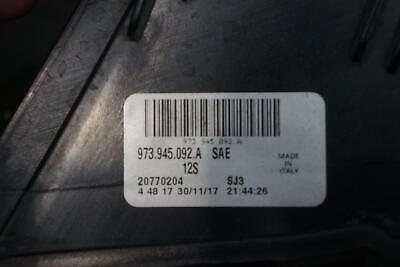 973.945.092.A
973.945.092.A SAE
12S
MADE
IN
ITALY
20770204 SJ3
4 48 17 30/11/17 21:44:26